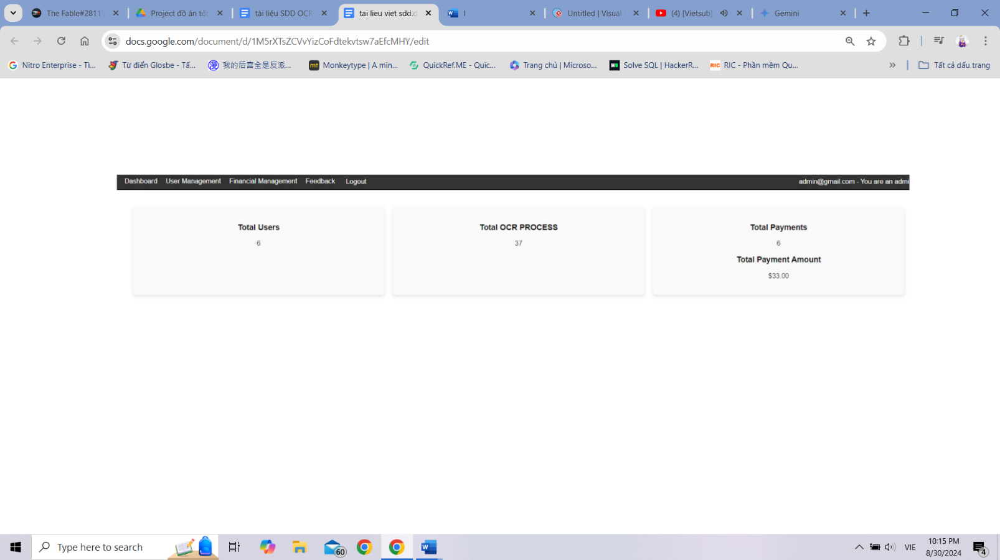 The Fable#2811'
Project đồ án tốt
tài liệu SDD OCR
tai lieu viet sdd.d
I
Untitled | Visual
(4) [Vietsub]
Gemini
docs.google.com/document/d/1M5rXTsZCVvYizCoFdtekvtsw7aEfcMHY/edit
Nitro Enterprise - Ti...
Từ điển Glosbe - Tấ...
我的后宫全是反派...
Monkeytype | A min...
QuickRef.ME - Quic...
Trang chủ | Microso...
Solve SQL | HackerR...
RIC - Phần mềm Qu...
Tất cả dấu trang
Dashboard User Management Financial Management Feedback Logout
admin@gmail.com - You are an admi
Total Users
6
Total OCR PROCESS
37
Total Payments
6
Total Payment Amount
$33.00
Type here to search
60
VIE
10:15 PM
8/30/2024
4